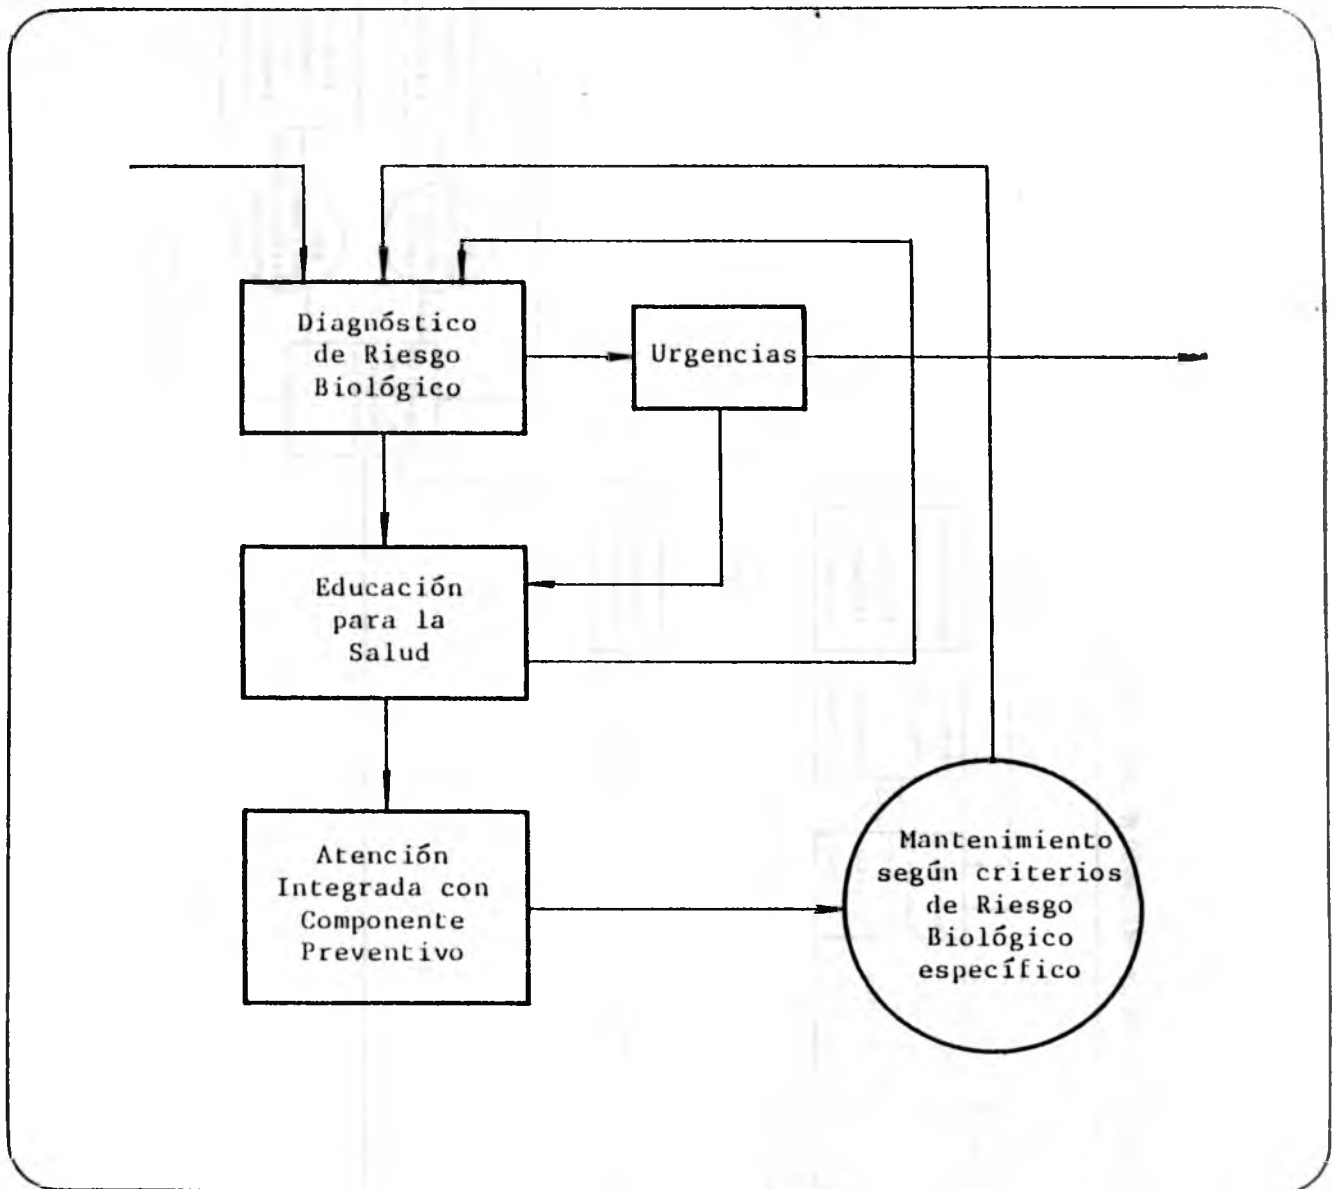 Diagnóstico
de Riesgo
Biológico
Urgencias
Educación
para la
Salud
Atención
Integrada con
Componente
Preventivo
Mantenimiento
según criterios
de Riesgo
Biológico
específico